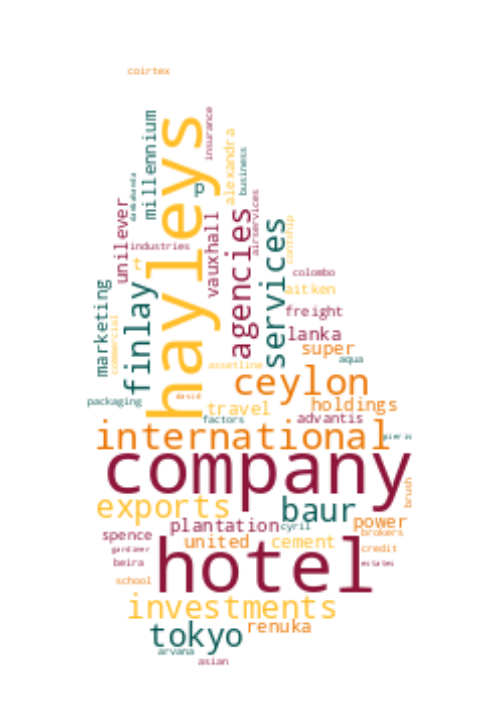 coirtex
hayleys
millennium
insurance
alexandra
business
p
unilever
industries
vauxhall
agencies
airservices
services
t
colombo
aitken
marketing
commercial
finlay
freight
lanka
super
aqua
assetline
ceylon
packaging
david
travel
holdings
factors
advantis
international
pieris
company
brush
exports
baur
plantation
cyril
power
brokers
spence
united
cement
credit
gardiner
hotel
beira
estates
school
investments
tokyo
renuka
arvana
asian